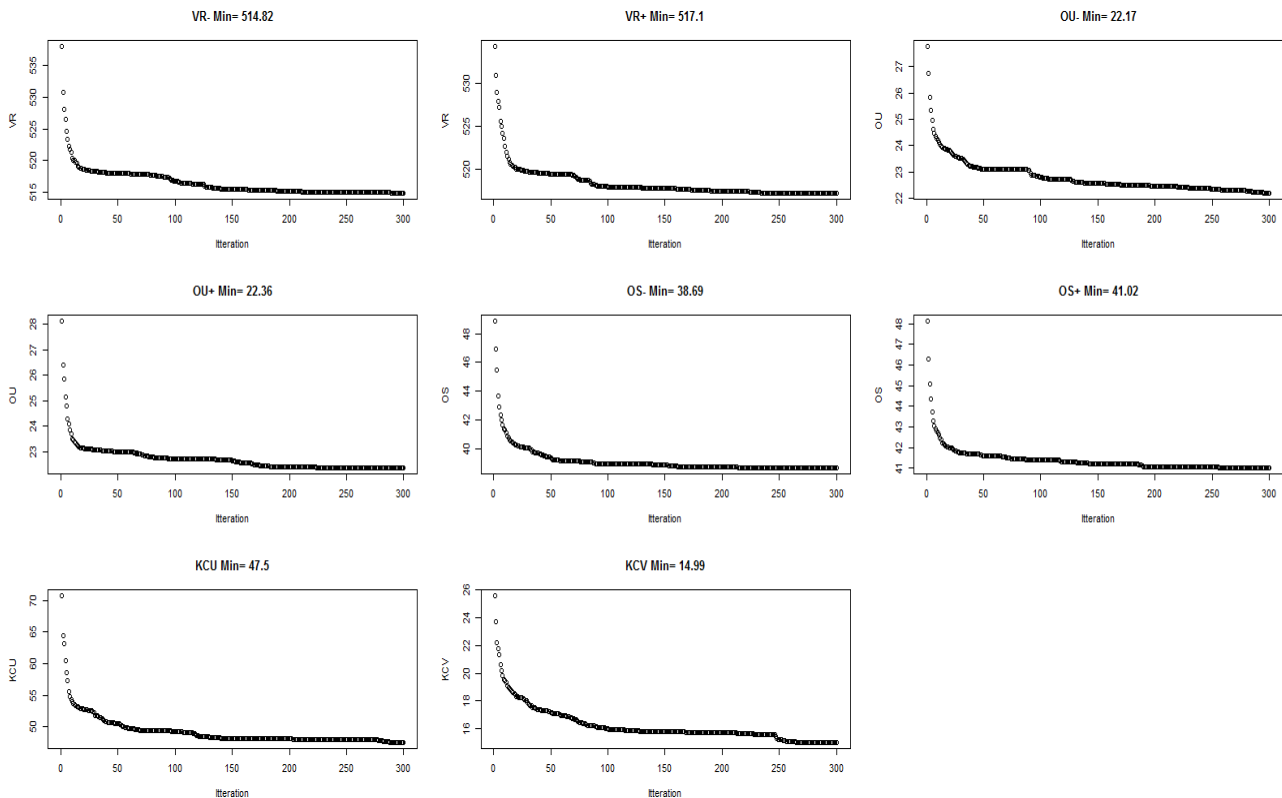 VR- Min= 514.82
VR+ Min= 517.1
OU- Min= 22.17
VR
515 520 525 530 535
0 50 100 150 200 250 300
Itteration
VR
520 525 530
0 50 100 150 200 250 300
Itteration
OU
22 23 24 25 26 27
0 50 100 150 200 250 300
Itteration
OU+ Min= 22.36
OS- Min= 38.69
OS+ Min= 41.02
OU
23 24 25 26 27 28
0 50 100 150 200 250 300
Itteration
OS
40 42 44 46 48
0 50 100 150 200 250 300
Itteration
OS
41 42 43 44 45 46 47 48
0 50 100 150 200 250 300
Itteration
KCU Min= 47.5
KCV Min= 14.99
KCU
50 55 60 65 70
0 50 100 150 200 250 300
Itteration
KCV
16 18 20 22 24 26
0 50 100 150 200 250 300
Itteration